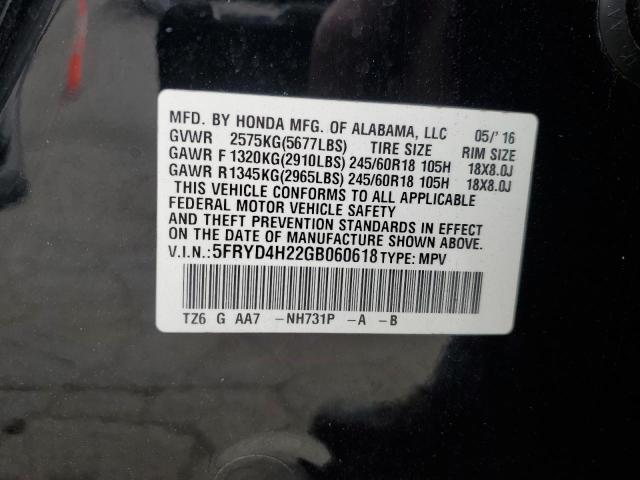 MFD. BY HONDA MFG. OF ALABAMA, LLC 05/'16
GVWR 2575KG(5677LBS) TIRE SIZE RIM SIZE
GAWR F 1320KG(2910LBS) 245/60R18 105H 18X8.0J
GAWR R1345KG(2965LBS) 245/60R18 105H 18X8.0J
THIS VEHICLE CONFORMS TO ALL APPLICABLE
FEDERAL MOTOR VEHICLE SAFETY
AND THEFT PREVENTION STANDARDS IN EFFECT
ON THE DATE OF MANUFACTURE SHOWN ABOVE.
V.I.N.: 5FRYD4H22GB060618 TYPE: MPV
TZ6 G AA7 -NH731P -A -B